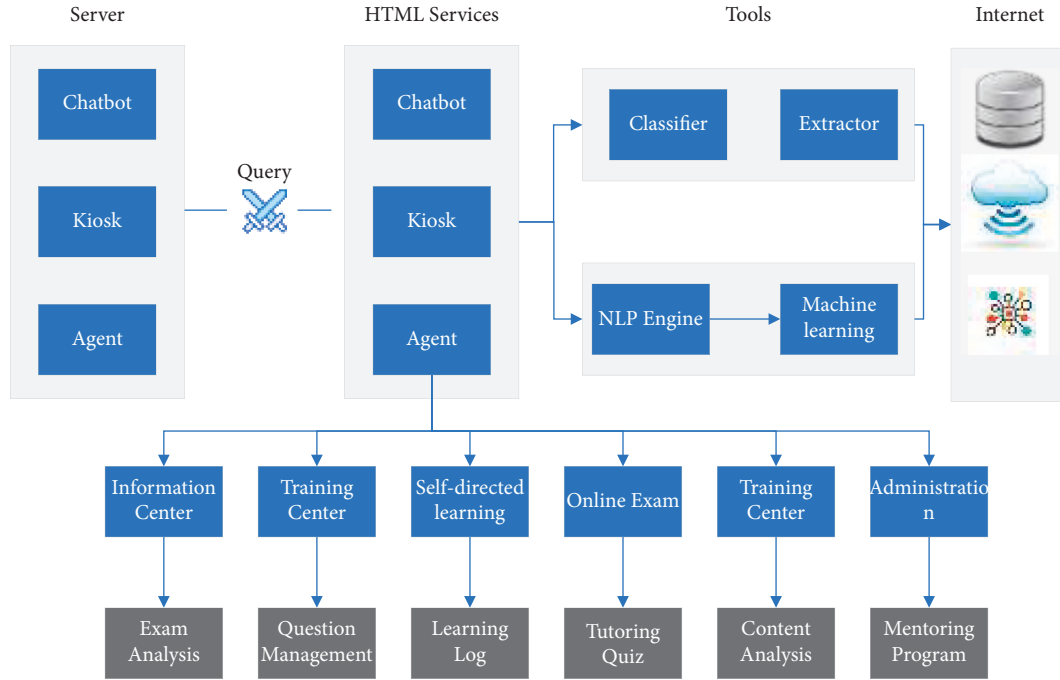 Server
HTML Services
Tools
Internet
Chatbot
Kiosk
Agent
Query
Chatbot
Kiosk
Agent
Classifier
Extractor
NLP Engine
Machine
learning
Information
Center
Training
Center
Self-directed
learning
Online Exam
Training
Center
Administratio
n
Exam
Analysis
Question
Management
Learning
Log
Tutoring
Quiz
Content
Analysis
Mentoring
Program